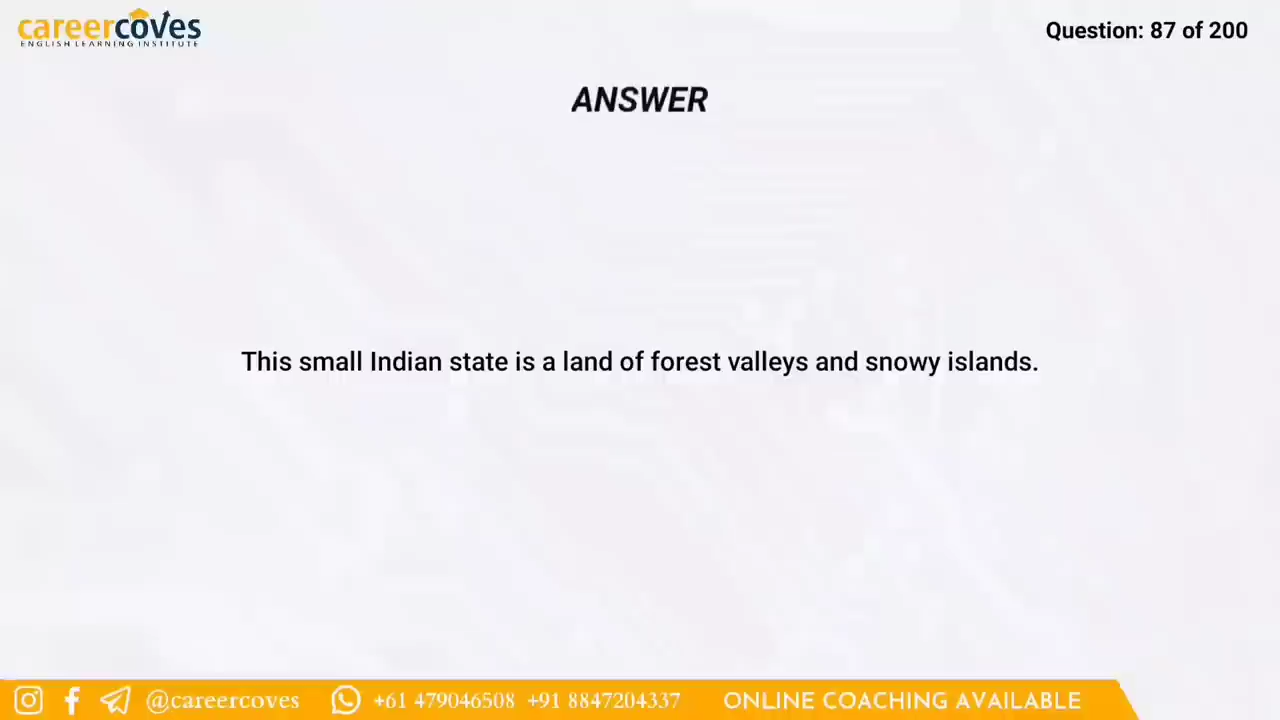 careercoves
ENGLISH LEARNING INSTITUTE
Question: 87 of 200
ANSWER
This small Indian state is a land of forest valleys and snowy islands.
@careercoves +61 479046508 +91 8847204337 ONLINE COACHING AVAILABLE